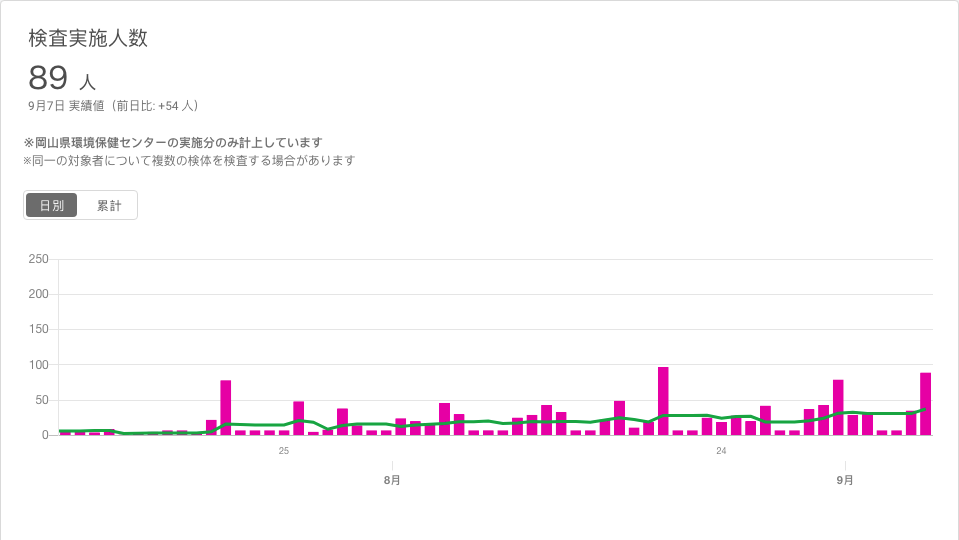 検査実施人数
89 人
9月7日 実績値（前日比: +54 人）
※岡山県環境保健センターの実施分のみ計上しています
※同一の対象者について複数の検体を検査する場合があります
日別 累計
250
200
150
100
50
0
25 24
8月 9月